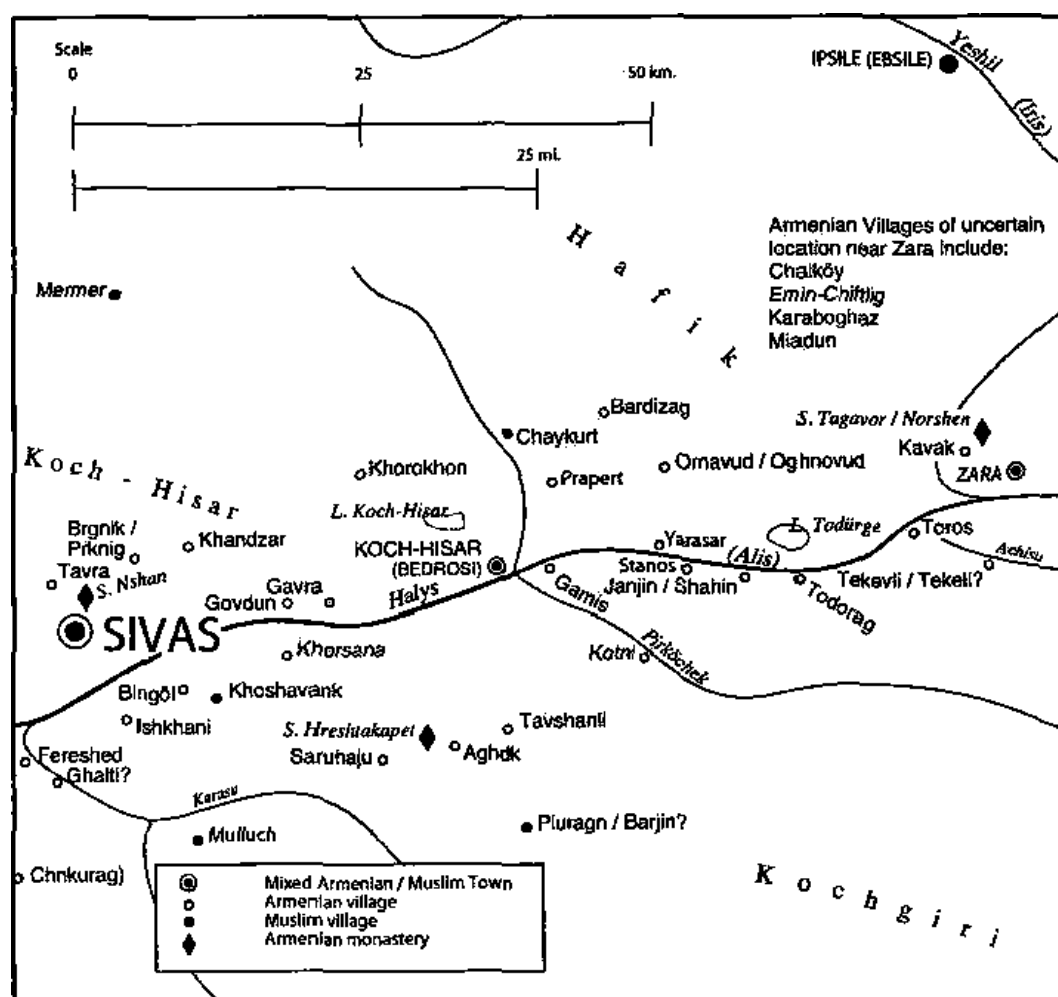 Scale
0 25 50 km.
25 mi.
IPSILE (EBSILE)
Yeshil
(Iris)
Hafik
Armenian Villages of uncertain
location near Zara include:
Chalköy
Emin-Chiftlig
Karaboghaz
Miadun
Mermer
Bardizag
Chaykurt
S. Tagavor / Norshen
Kavak
ZARA
Koch - Hisar
Khorokhon
Prapert
Ornavud / Oghnovud
L. Koch-Hisar
L. Todürge
Toros
Brgnik /
Prknig
Khandzar
KOCH-HISAR
(BEDROSI)
Yarasar
(Alis)
Achisu
Tavra
S. Nshan
Gavra
Govdun
Halys
Gamis
Stanos
Janjin / Shahin
Todorag
Tekevli / Tekeli?
SIVAS
Khorsana
Kotni
Pirköchek
Bingöl
Khoshavank
Ishkhani
S. Hreshtakapet
Tavshanli
Saruhaju
Aghdk
Fereshed
Ghalti?
Karasu
Mulluch
Pluragn / Barjin?
Chnkurag)
Kochgiri
Mixed Armenian / Muslim Town
Armenian village
Muslim village
Armenian monastery